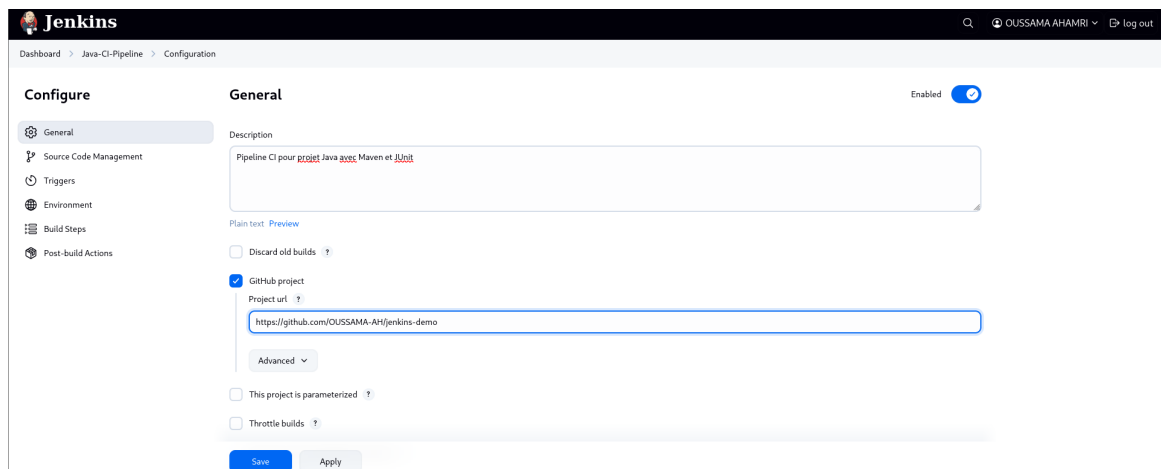 Jenkins
OUSSAMA AHAMRI
log out
Dashboard > Java-CI-Pipeline > Configuration
Configure
General
Source Code Management
Triggers
Environment
Build Steps
Post-build Actions
General
Enabled
Description
Pipeline CI pour projet Java avec Maven et JUnit
Plain text Preview
Discard old builds ?
GitHub project
Project url ?
https://github.com/OUSSAMA-AH/jenkins-demo
Advanced
This project is parameterized ?
Throttle builds ?
Save
Apply